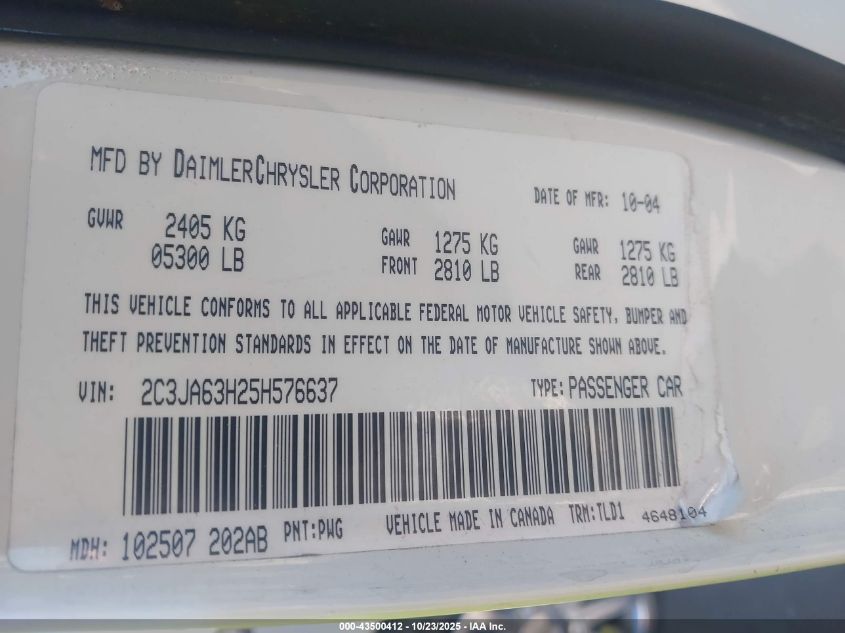 MFD BY DAIMLERCHRYSLER CORPORATION DATE OF MFR: 10-04
GVWR 2405 KG GAWR 1275 KG GAWR 1275 KG
05300 LB FRONT 2810 LB REAR 2810 LB
THIS VEHICLE CONFORMS TO ALL APPLICABLE FEDERAL MOTOR VEHICLE SAFETY, BUMPER AND
THEFT PREVENTION STANDARDS IN EFFECT ON THE DATE OF MANUFACTURE SHOWN ABOVE.
VIN: 2C3JA63H25H576637 TYPE: PASSENGER CAR
MDH: 102507 202AB PNT:PWG VEHICLE MADE IN CANADA TRM:TLD1 4648104
000-43500412 | 10/23/2025 | IAA Inc.